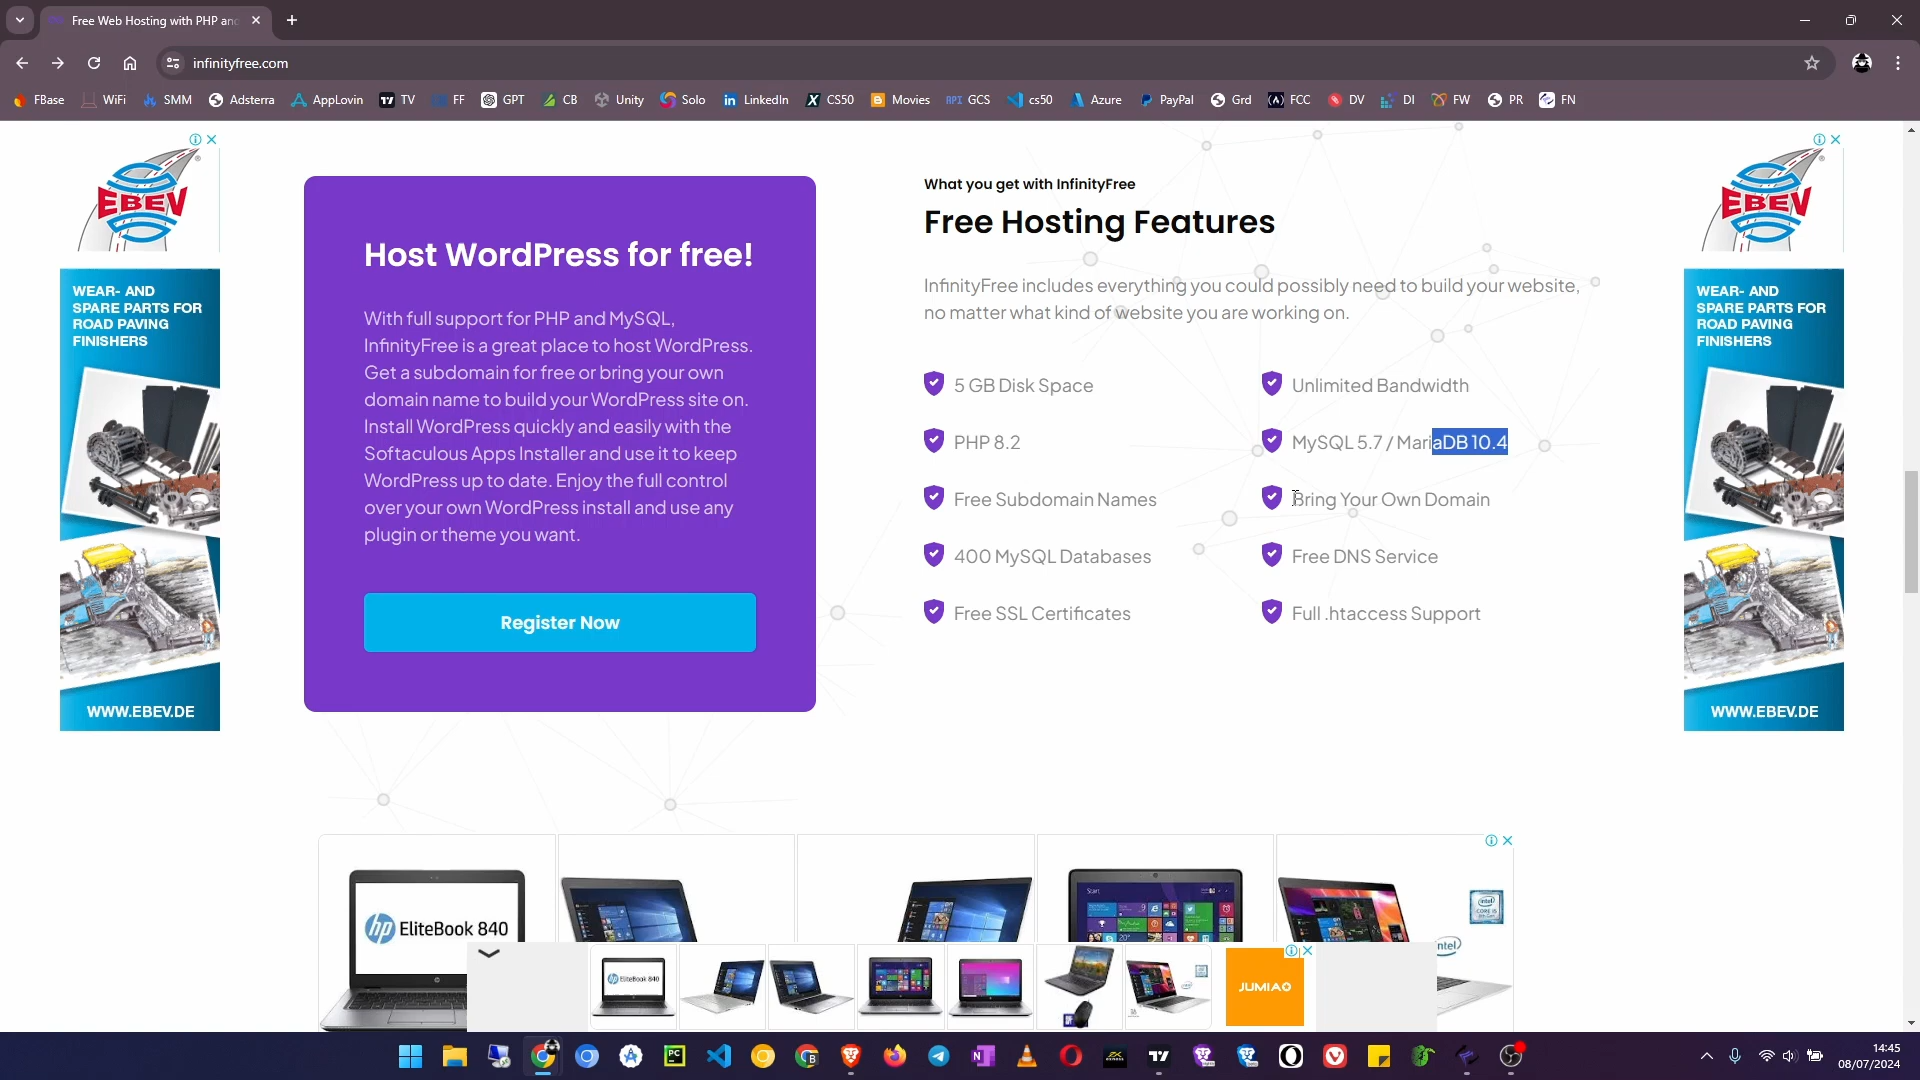 Free Web Hosting with PHP and
infinityfree.com
FBase
WiFi
SMM
Adsterra
AppLovin
TV
FF
GPT
CB
Unity
Solo
LinkedIn
CS50
Movies
API GCS
cs50
Azure
PayPal
Grd
FCC
DV
DI
FW
PR
FN
EBEV
WEAR- AND
SPARE PARTS FOR
ROAD PAVING
FINISHERS
WWW.EBEV.DE
Host WordPress for free!
With full support for PHP and MySQL,
InfinityFree is a great place to host WordPress.
Get a subdomain for free or bring your own
domain name to build your WordPress site on.
Install WordPress quickly and easily with the
Softaculous Apps Installer and use it to keep
WordPress up to date. Enjoy the full control
over your own WordPress install and use any
plugin or theme you want.
Register Now
What you get with InfinityFree
Free Hosting Features
InfinityFree includes everything you could possibly need to build your website,
no matter what kind of website you are working on.
5 GB Disk Space
Unlimited Bandwidth
PHP 8.2
MySQL 5.7 / MariaDB 10.4
Free Subdomain Names
Bring Your Own Domain
400 MySQL Databases
Free DNS Service
Free SSL Certificates
Full .htaccess Support
EBEV
WEAR- AND
SPARE PARTS FOR
ROAD PAVING
FINISHERS
WWW.EBEV.DE
hp EliteBook 840
Start
EliteBook 840
JUMIA
14:45
08/07/2024